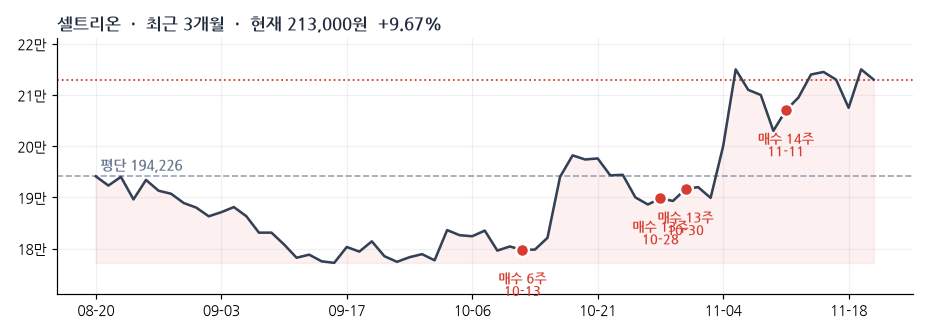 셀트리온 · 최근 3개월 · 현재 213,000원 +9.67%
22만
21만
20만
19만
18만
평단 194,226
매수 6주
10-13
매수
10-28
매수 13주
10-30
매수 14주
11-11
08-20
09-03
09-17
10-06
10-21
11-04
11-18